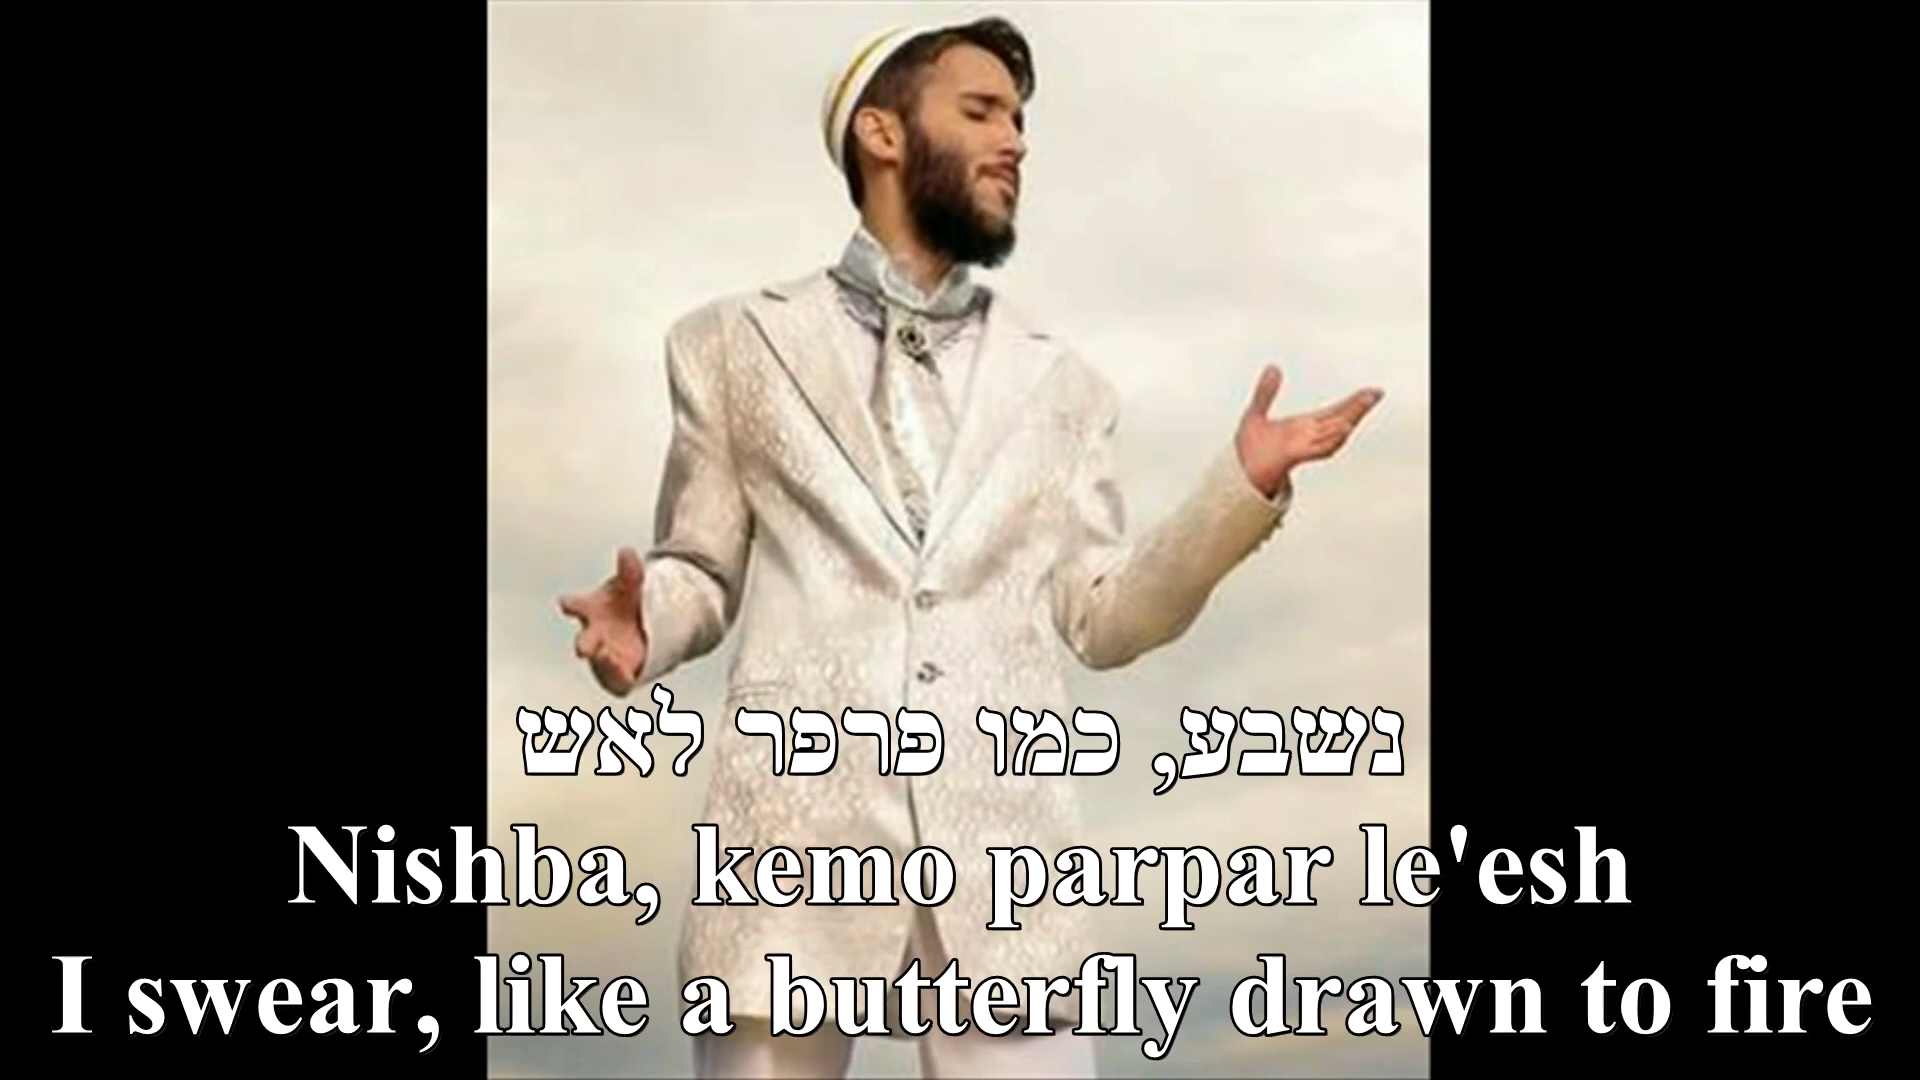 נשבע, כמו פרפר לאש
Nishba, kemo parpar le'esh
I swear, like a butterfly drawn to fire